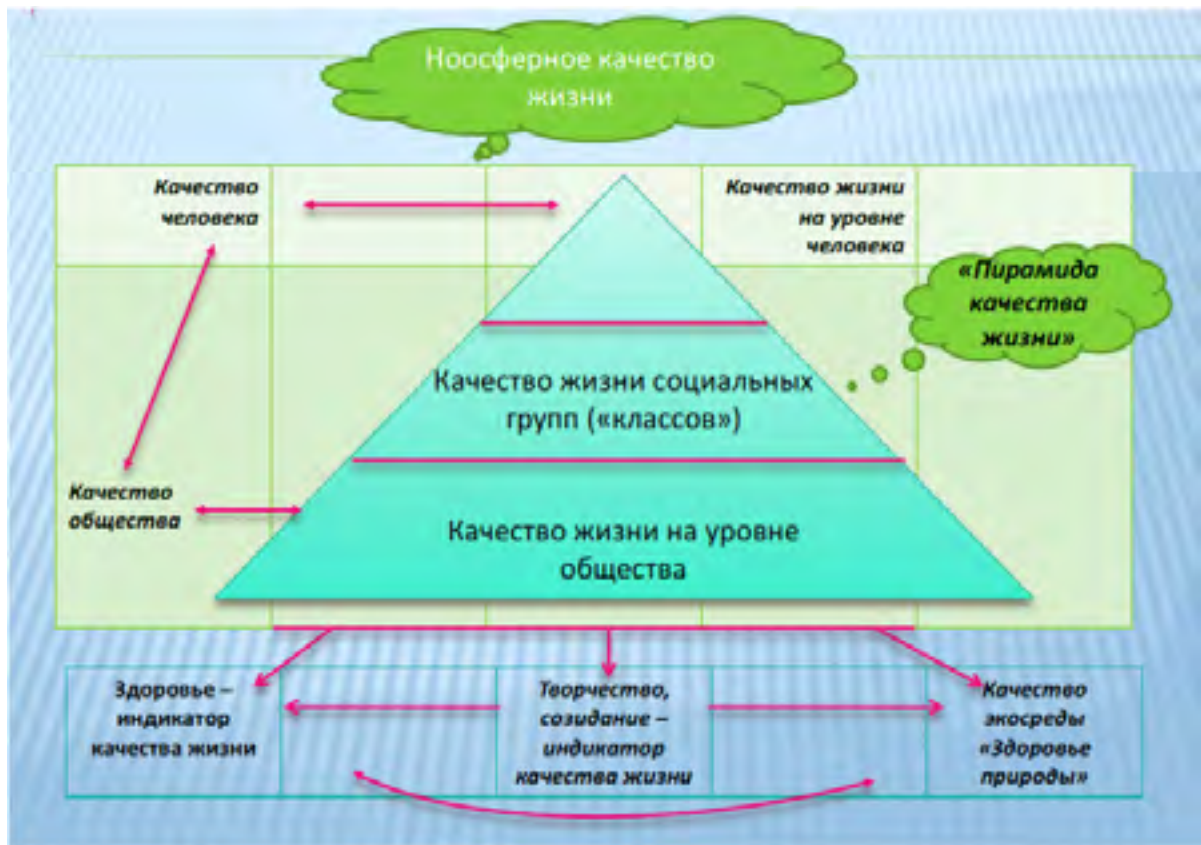 Ноосферное качество
жизни
Качество
человека
Качество жизни
на уровне
человека
«Пирамида
качества
жизни»
Качество жизни социальных
групп («классов»)
Качество
общества
Качество жизни на уровне
общества
Здоровье –
индикатор
качества жизни
Творчество,
созидание –
индикатор
качества жизни
Качество
экосреды
«Здоровье
природы»